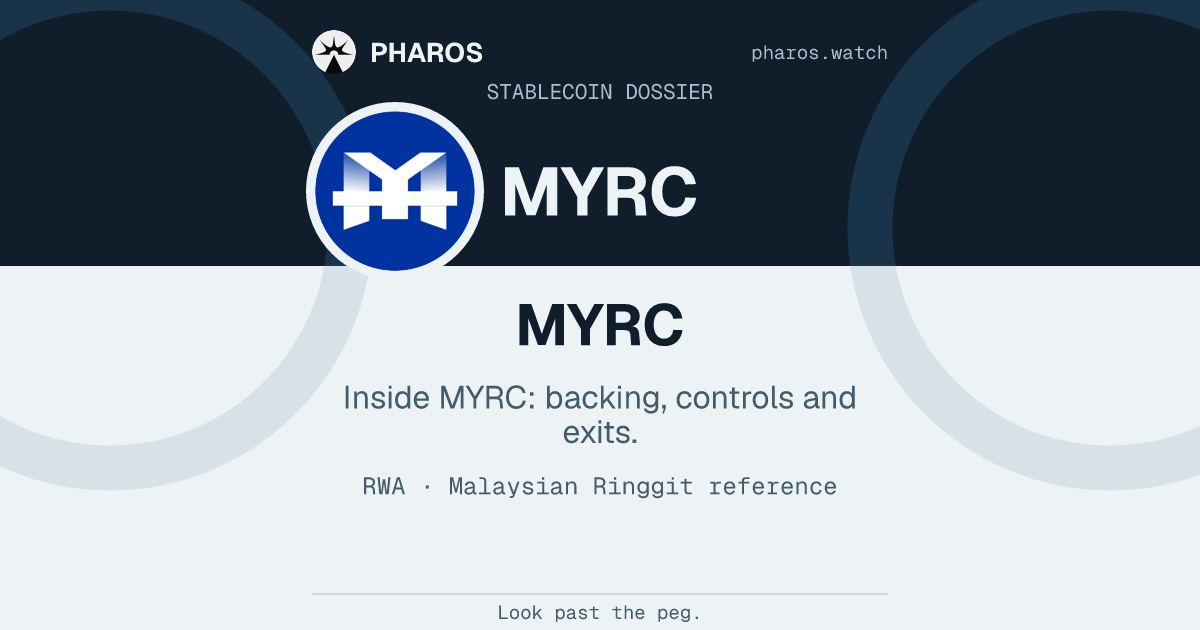 PHAROS
pharos.watch
STABLECOIN DOSSIER
MYRC
MYRC
Inside MYRC: backing, controls and
exits.
RWA · Malaysian Ringgit reference
Look past the peg.